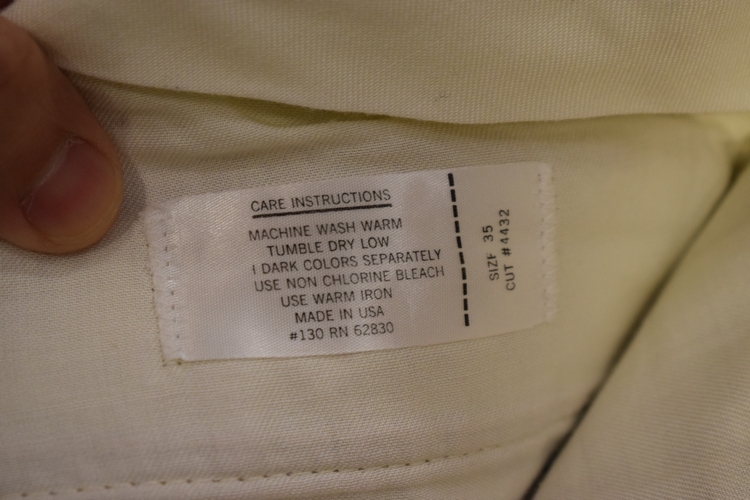 CARE INSTRUCTIONS
MACHINE WASH WARM
TUMBLE DRY LOW
DARK COLORS SEPARATELY
USE NON CHLORINE BLEACH
USE WARM IRON
MADE IN USA
#130 RN 62830
SIZE 35
CUT #4432